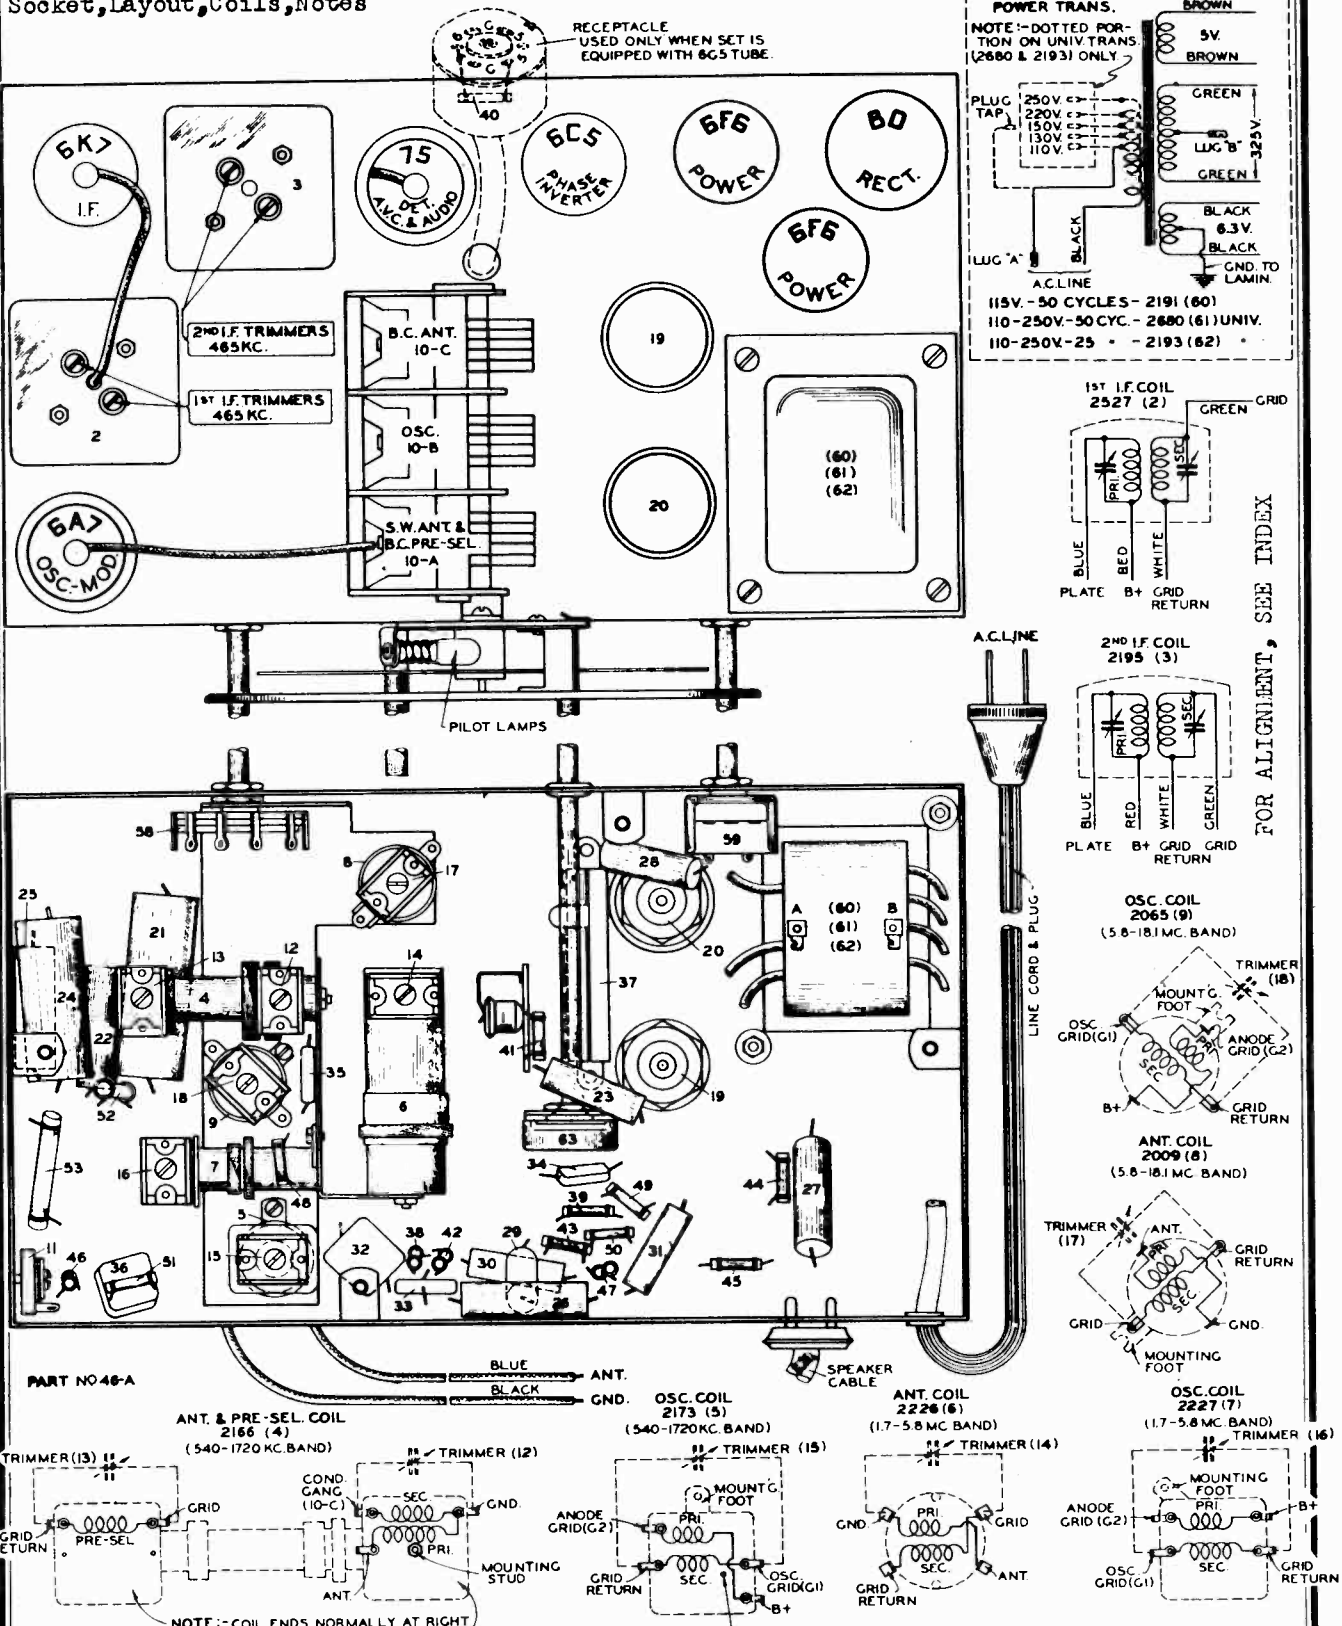 Socket,Layout,Coils,Notes
RECEPTACLE
USED ONLY WHEN SET IS
EQUIPPED WITH 6G5 TUBE.
40
POWER TRANS.
NOTE:-DOTTED POR-
TION ON UNIV. TRANS.
(2680 & 2193) ONLY
BROWN
5V.
BROWN
PLUG
TAP
250V.
220V.
150V.
130V.
110V.
GREEN
LUG "B"
325V.
GREEN
BLACK
6.3V.
BLACK
GND. TO
LAMIN.
LUG "A"
BLACK
A.C.LINE
115V.-50 CYCLES-2191 (60)
110-250V.-50 CYC.-2680 (61) UNIV.
110-250V.-25 " -2193 (62) "
6K7
I.F.
3
75
DET.
A.V.C. & AUDIO
6C5
PHASE
INVERTER
6F6
POWER
80
RECT.
6F6
POWER
2ND I.F. TRIMMERS
465KC.
1ST I.F. TRIMMERS
465 KC.
2
B.C. ANT.
10-C
OSC.
10-B
S.W. ANT. &
B.C. PRE-SEL.
10-A
19
20
(60)
(61)
(62)
6A7
OSC.-MOD.
PILOT LAMPS
1ST I.F. COIL
2527 (2)
GREEN
GRID
PRI.
SEC.
BLUE
RED
WHITE
PLATE B+ GRID
RETURN
2ND I.F. COIL
2195 (3)
PRI.
SEC.
BLUE
RED
WHITE
GREEN
PLATE B+ GRID GRID
RETURN
FOR ALIGNMENT, SEE INDEX
A.C.LINE
LINE CORD & PLUG
58
8
17
28
59
25
21
13
12
14
24
4
22
20
A (60) B
(61)
(62)
37
41
35
52
18
9
6
23
19
63
53
16
7
48
34
49
44
27
5
39
43
50
31
11
46
36
51
15
32
38
42
29
30
33
26
47
45
OSC. COIL
2065 (9)
(5.8-18.1 MC. BAND)
TRIMMER
(18)
MOUNT'G.
FOOT
OSC.
GRID (G1)
PRI.
SEC.
ANODE
GRID (G2)
B+
GRID
RETURN
ANT. COIL
2009 (8)
(5.8-18.1 MC. BAND)
TRIMMER
(17)
ANT.
PRI.
SEC.
GRID
RETURN
GRID
GND.
MOUNTING
FOOT
PART NO 46-A
BLUE
ANT.
BLACK
GND.
SPEAKER
CABLE
ANT. & PRE-SEL. COIL
2166 (4)
(540-1720 KC. BAND)
TRIMMER (13)
GRID
GRID
RETURN
PRE-SEL
COND.
GANG
(10-C)
TRIMMER (12)
SEC.
GND.
PRI.
ANT.
MOUNTING
STUD
NOTE:-COIL ENDS NORMALLY AT RIGHT
OSC. COIL
2173 (5)
(540-1720 KC. BAND)
TRIMMER (15)
MOUNT'G
FOOT
ANODE
GRID (G2)
PRI.
SEC.
GRID
RETURN
OSC.
GRID (G1)
B+
ANT. COIL
2226 (6)
(1.7-5.8 MC BAND)
TRIMMER (14)
GND.
PRI.
GRID
SEC.
GRID
RETURN
ANT.
OSC. COIL
2227 (7)
(1.7-5.8 MC. BAND)
TRIMMER (16)
MOUNTING
FOOT
ANODE
GRID (G2)
PRI.
B+
OSC.
GRID (G1)
SEC.
GRID
RETURN